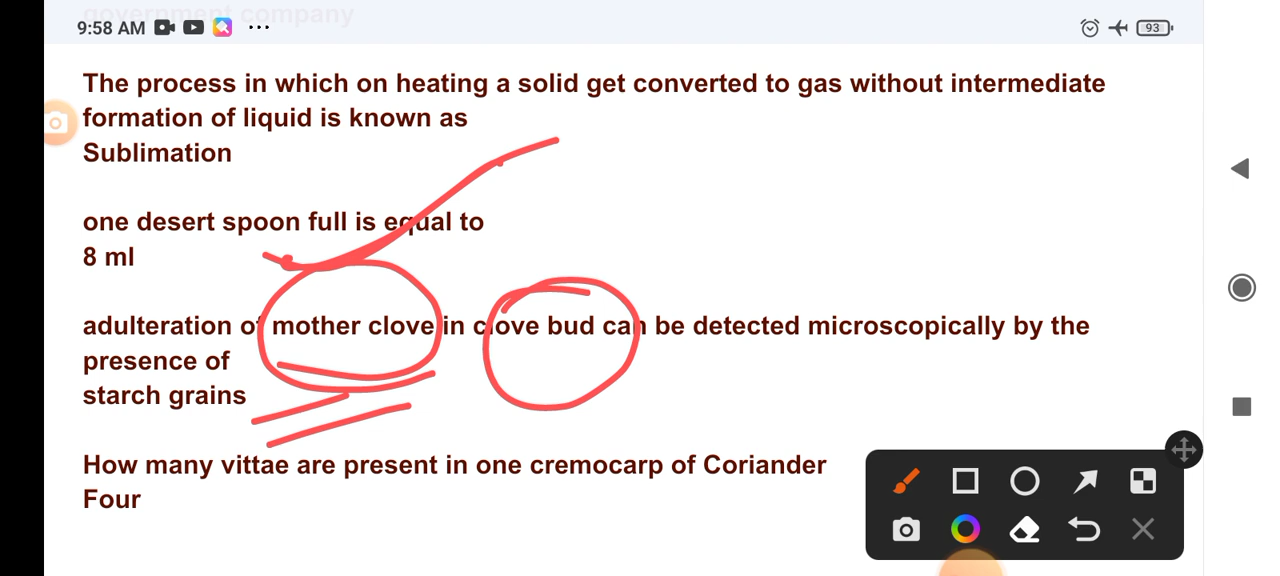 government company
9:58 AM
93
The process in which on heating a solid get converted to gas without intermediate
formation of liquid is known as
Sublimation
one desert spoon full is equal to
8 ml
adulteration of mother clove in clove bud can be detected microscopically by the
presence of
starch grains
How many vittae are present in one cremocarp of Coriander
Four